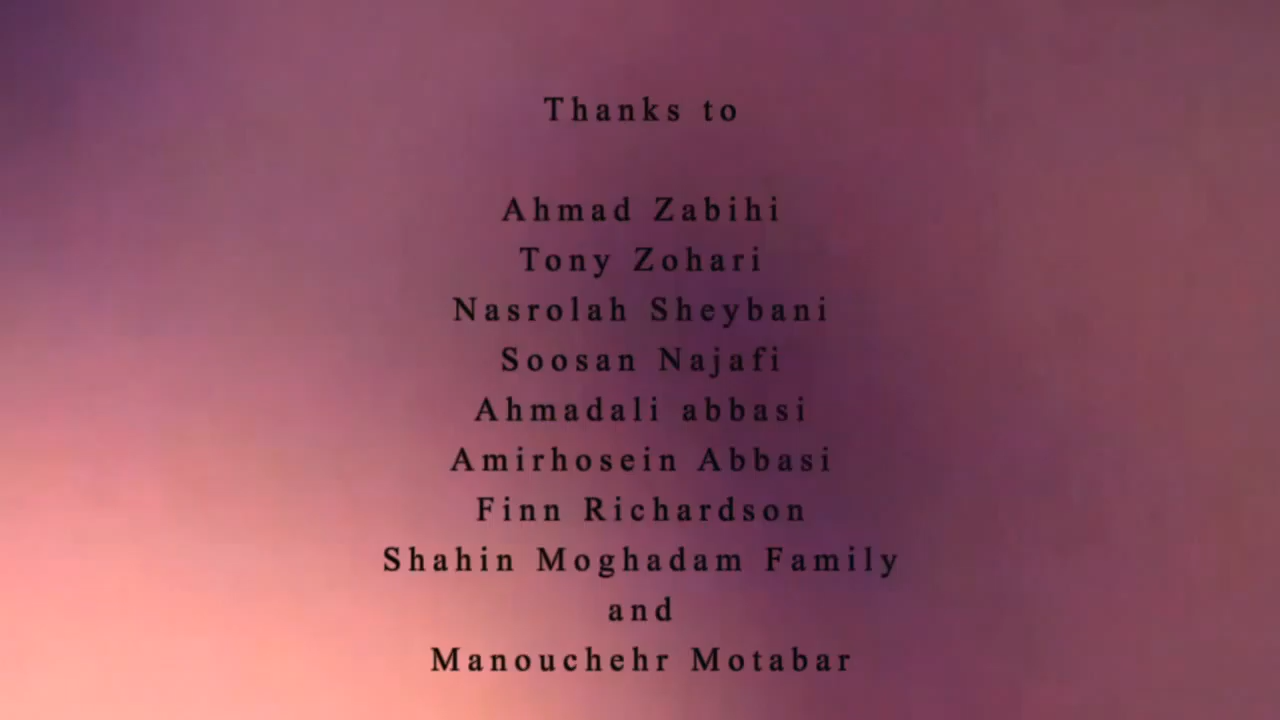 Thanks to
Ahmad Zabihi
Tony Zohari
Nasrolah Sheybani
Soosan Najafi
Ahmadali abbasi
Amirhosein Abbasi
Finn Richardson
Shahin Moghadam Family
and
Manouchehr Motabar